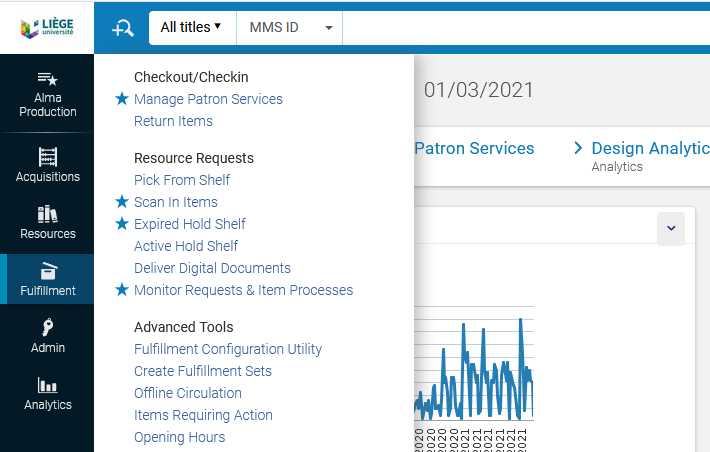 LIÈGE
université
All titles
MMS ID
Alma
Production
Acquisitions
Resources
Fulfillment
Admin
Analytics
Checkout/Checkin
Manage Patron Services
Return Items
Resource Requests
Pick From Shelf
Scan In Items
Expired Hold Shelf
Active Hold Shelf
Deliver Digital Documents
Monitor Requests & Item Processes
Advanced Tools
Fulfillment Configuration Utility
Create Fulfillment Sets
Offline Circulation
Items Requiring Action
Opening Hours
01/03/2021
Patron Services
Design Analytic
Analytics
2020
2020
2020
2020
2021
2021
2021
2021
2021
2021